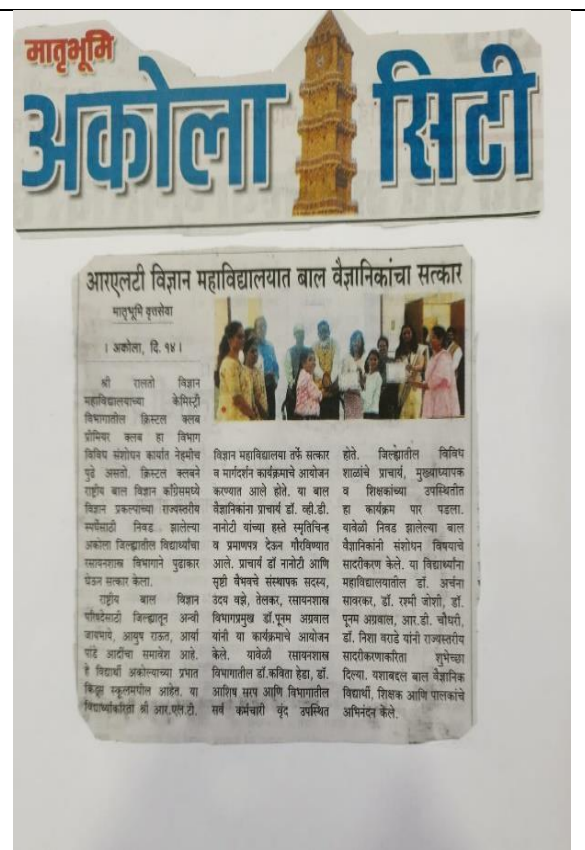 मातृभूमि
अकोला सिटी
आरएलटी विज्ञान महाविद्यालयात बाल वैज्ञानिकांचा सत्कार
मातृभूमि वृत्तसेवा
। अकोला, दि. १४ ।
श्री रालतो विज्ञान
महाविद्यालयाच्या केमिस्ट्री
विभागातील क्रिस्टल क्लब
प्रीमियर क्लब हा विभाग
विविध संशोधन कार्यात नेहमीच
पुढे असतो. क्रिस्टल क्लबने
राष्ट्रीय बाल विज्ञान काँग्रेसमध्ये
विज्ञान प्रकल्पाच्या राज्यस्तरीय
स्पर्धेसाठी निवड झालेल्या
अकोला जिल्ह्यातील विद्यार्थ्यांचा
रसायनशास्त्र विभागाने पुढाकार
घेऊन सत्कार केला.
राष्ट्रीय बाल विज्ञान
परिषदेसाठी जिल्ह्यातून अन्वी
जायभाये, आयुष राऊत, आर्या
पांडे आदींचा समावेश आहे.
हे विद्यार्थी अकोल्याच्या प्रभात
किड्स स्कूलमधील आहेत. या
विद्यार्थ्यांकरिता श्री आर.एल.टी.
विज्ञान महाविद्यालया तर्फे सत्कार
व मार्गदर्शन कार्यक्रमाचे आयोजन
करण्यात आले होते. या बाल
वैज्ञानिकांना प्राचार्य डॉ. व्ही.डी.
नानोटी यांच्या हस्ते स्मृतिचिन्ह
व प्रमाणपत्र देऊन गौरविण्यात
आले. प्राचार्य डॉ नानोटी आणि
सृष्टी वैभवचे संस्थापक सदस्य,
उदय वझे, तेलकर, रसायनशास्त्र
विभागप्रमुख डॉ.पूनम अग्रवाल
यांनी या कार्यक्रमाचे आयोजन
केले. यावेळी रसायनशास्त्र
विभागातील डॉ.कविता हेडा, डॉ.
आशिष सरप आणि विभागातील
सर्व कर्मचारी वृंद उपस्थित
होते. जिल्ह्यातील विविध
शाळांचे प्राचार्य, मुख्याध्यापक
व शिक्षकांच्या उपस्थितीत
हा कार्यक्रम पार पडला.
यावेळी निवड झालेल्या बाल
वैज्ञानिकांनी संशोधन विषयाचे
सादरीकरण केले. या विद्यार्थ्यांना
महाविद्यालयातील डॉ. अर्चना
सावरकर, डॉ. रश्मी जोशी, डॉ.
पूनम अग्रवाल, आर.डी. चौधरी,
डॉ. निशा वराडे यांनी राज्यस्तरीय
सादरीकरणाकरिता शुभेच्छा
दिल्या. यशाबद्दल बाल वैज्ञानिक
विद्यार्थी, शिक्षक आणि पालकांचे
अभिनंदन केले.